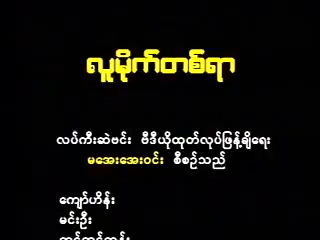 လူမိုက်တစ်ရာ
လပ်ကီးဆဲဗင်း ဗီဒီယိုထုတ်လုပ်ဖြန့်ချိရေး
မအေးအေးဝင်း စီစဉ်သည်
ကျော်ဟိန်း
မင်းဦး